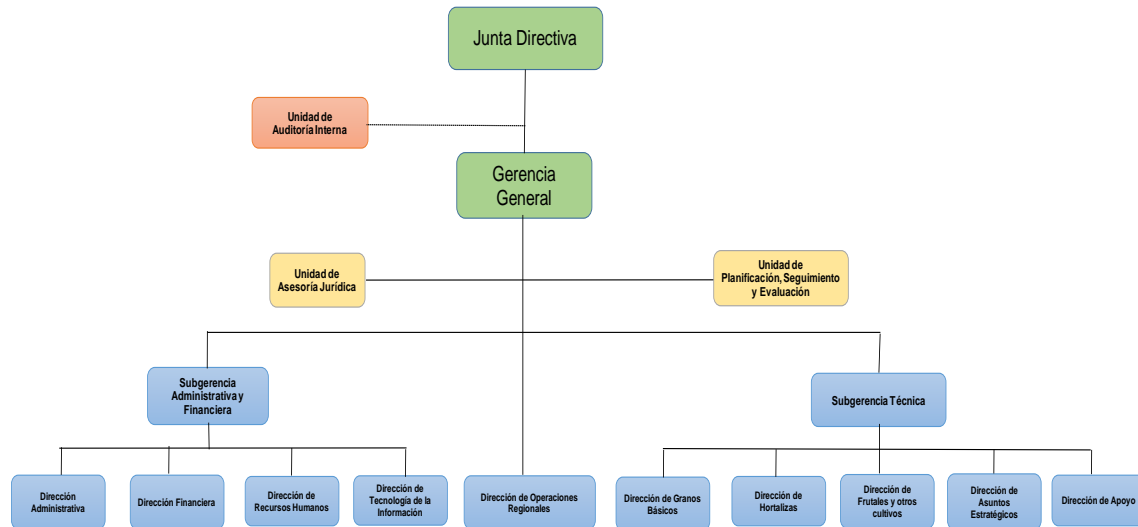 Junta Directiva
Unidad de
Auditoría Interna
Gerencia
General
Unidad de
Asesoría Jurídica
Unidad de
Planificación, Seguimiento
y Evaluación
Subgerencia
Administrativa y
Financiera
Subgerencia Técnica
Dirección
Administrativa
Dirección Financiera
Dirección de
Recursos Humanos
Dirección de
Tecnología de la
Información
Dirección de Operaciones
Regionales
Dirección de Granos
Básicos
Dirección de
Hortalizas
Dirección de
Frutales y otros
cultivos
Dirección de
Asuntos
Estratégicos
Dirección de Apoyo